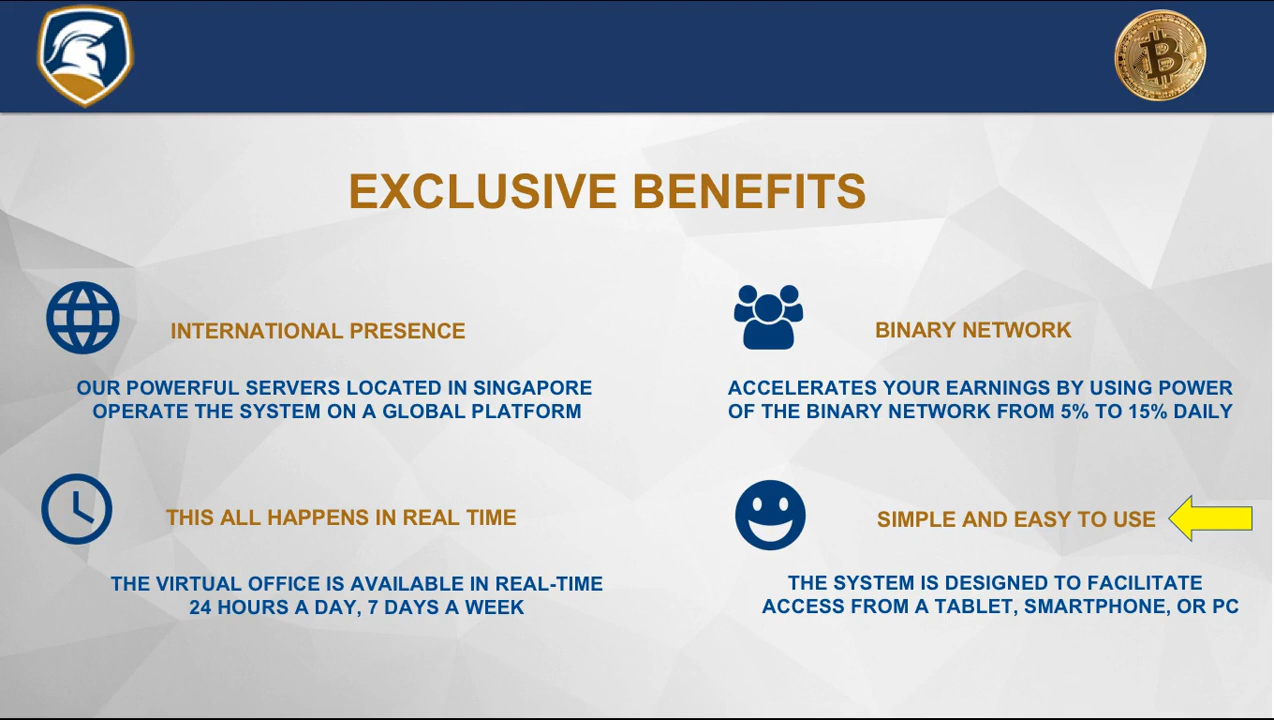 EXCLUSIVE BENEFITS
INTERNATIONAL PRESENCE
OUR POWERFUL SERVERS LOCATED IN SINGAPORE
OPERATE THE SYSTEM ON A GLOBAL PLATFORM
BINARY NETWORK
ACCELERATES YOUR EARNINGS BY USING POWER
OF THE BINARY NETWORK FROM 5% TO 15% DAILY
THIS ALL HAPPENS IN REAL TIME
THE VIRTUAL OFFICE IS AVAILABLE IN REAL-TIME
24 HOURS A DAY, 7 DAYS A WEEK
SIMPLE AND EASY TO USE
THE SYSTEM IS DESIGNED TO FACILITATE
ACCESS FROM A TABLET, SMARTPHONE, OR PC